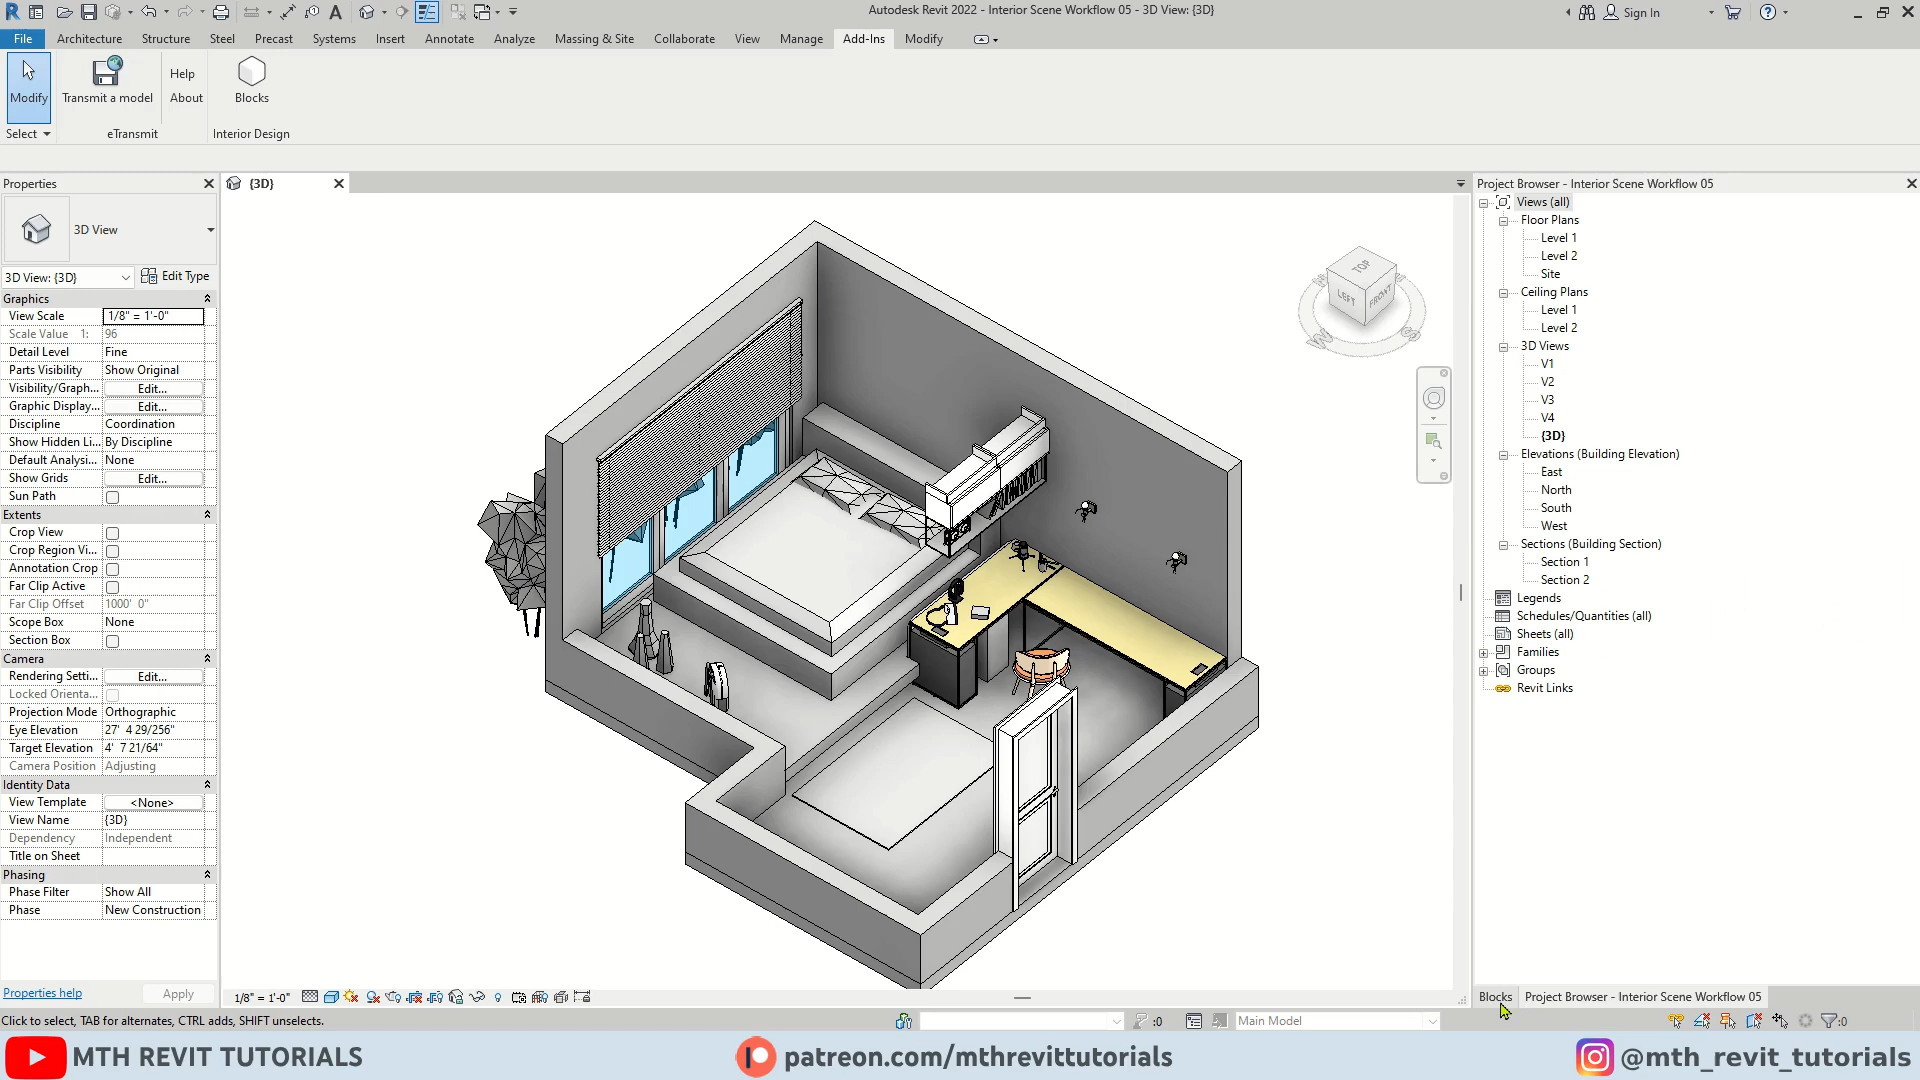 Autodesk Revit 2022 - Interior Scene Workflow 05 - 3D View: {3D}
Sign In
File Architecture Structure Steel Precast Systems Insert Annotate Analyze Massing & Site Collaborate View Manage Add-Ins Modify
Modify
Transmit a model
Help
About
Blocks
Select
eTransmit
Interior Design
Properties
3D View
3D View: {3D}
Edit Type
Graphics
View Scale 1/8" = 1'-0"
Scale Value 1: 96
Detail Level Fine
Parts Visibility Show Original
Visibility/Graph... Edit...
Graphic Display... Edit...
Discipline Coordination
Show Hidden Li... By Discipline
Default Analysi... None
Show Grids Edit...
Sun Path
Extents
Crop View
Crop Region Vi...
Annotation Crop
Far Clip Active
Far Clip Offset 1000' 0"
Scope Box None
Section Box
Camera
Rendering Setti... Edit...
Locked Orienta...
Projection Mode Orthographic
Eye Elevation 27' 4 29/256"
Target Elevation 4' 7 21/64"
Camera Position Adjusting
Identity Data
View Template <None>
View Name {3D}
Dependency Independent
Title on Sheet
Phasing
Phase Filter Show All
Phase New Construction
Properties help
Apply
{3D}
TOP
LEFT
FRONT
W
S
1/8" = 1'-0"
Project Browser - Interior Scene Workflow 05
Views (all)
Floor Plans
Level 1
Level 2
Site
Ceiling Plans
Level 1
Level 2
3D Views
V1
V2
V3
V4
{3D}
Elevations (Building Elevation)
East
North
South
West
Sections (Building Section)
Section 1
Section 2
Legends
Schedules/Quantities (all)
Sheets (all)
Families
Groups
Revit Links
Blocks
Project Browser - Interior Scene Workflow 05
Click to select, TAB for alternates, CTRL adds, SHIFT unselects.
:0
Main Model
:0
MTH REVIT TUTORIALS
patreon.com/mthrevittutorials
@mth_revit_tutorials